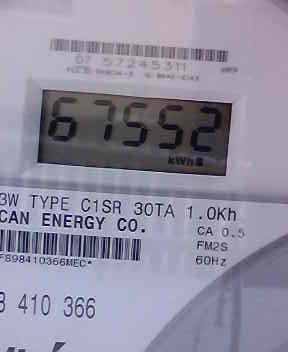 07 57245311
67552
kWh
3W TYPE C1SR 30TA 1.0Kh
CAN ENERGY CO.
CA 0.5
FM2S
FS98410366MEC*
60Hz
8 410 366